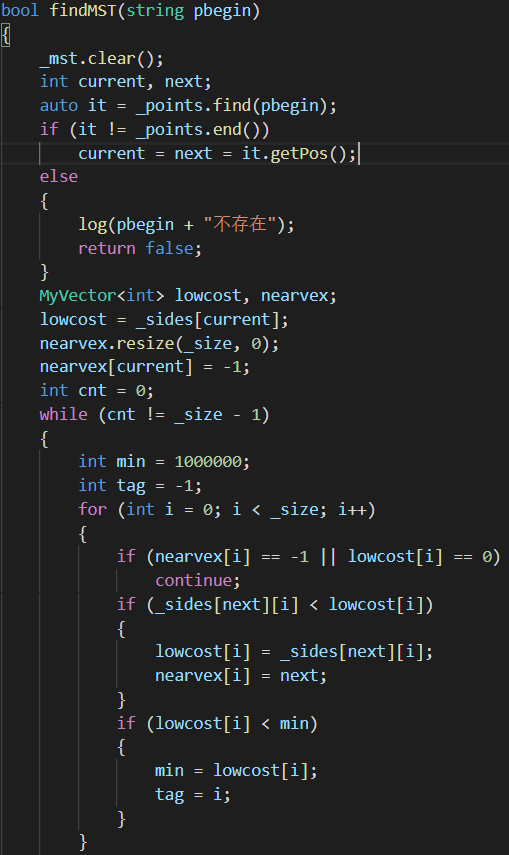 bool findMST(string pbegin)
{
    _mst.clear();
    int current, next;
    auto it = _points.find(pbegin);
    if (it != _points.end())
        current = next = it.getPos();
    else
    {
        log(pbegin + "不存在");
        return false;
    }
    MyVector<int> lowcost, nearvex;
    lowcost = _sides[current];
    nearvex.resize(_size, 0);
    nearvex[current] = -1;
    int cnt = 0;
    while (cnt != _size - 1)
    {
        int min = 1000000;
        int tag = -1;
        for (int i = 0; i < _size; i++)
        {
            if (nearvex[i] == -1 || lowcost[i] == 0)
                continue;
            if (_sides[next][i] < lowcost[i])
            {
                lowcost[i] = _sides[next][i];
                nearvex[i] = next;
            }
            if (lowcost[i] < min)
            {
                min = lowcost[i];
                tag = i;
            }
        }